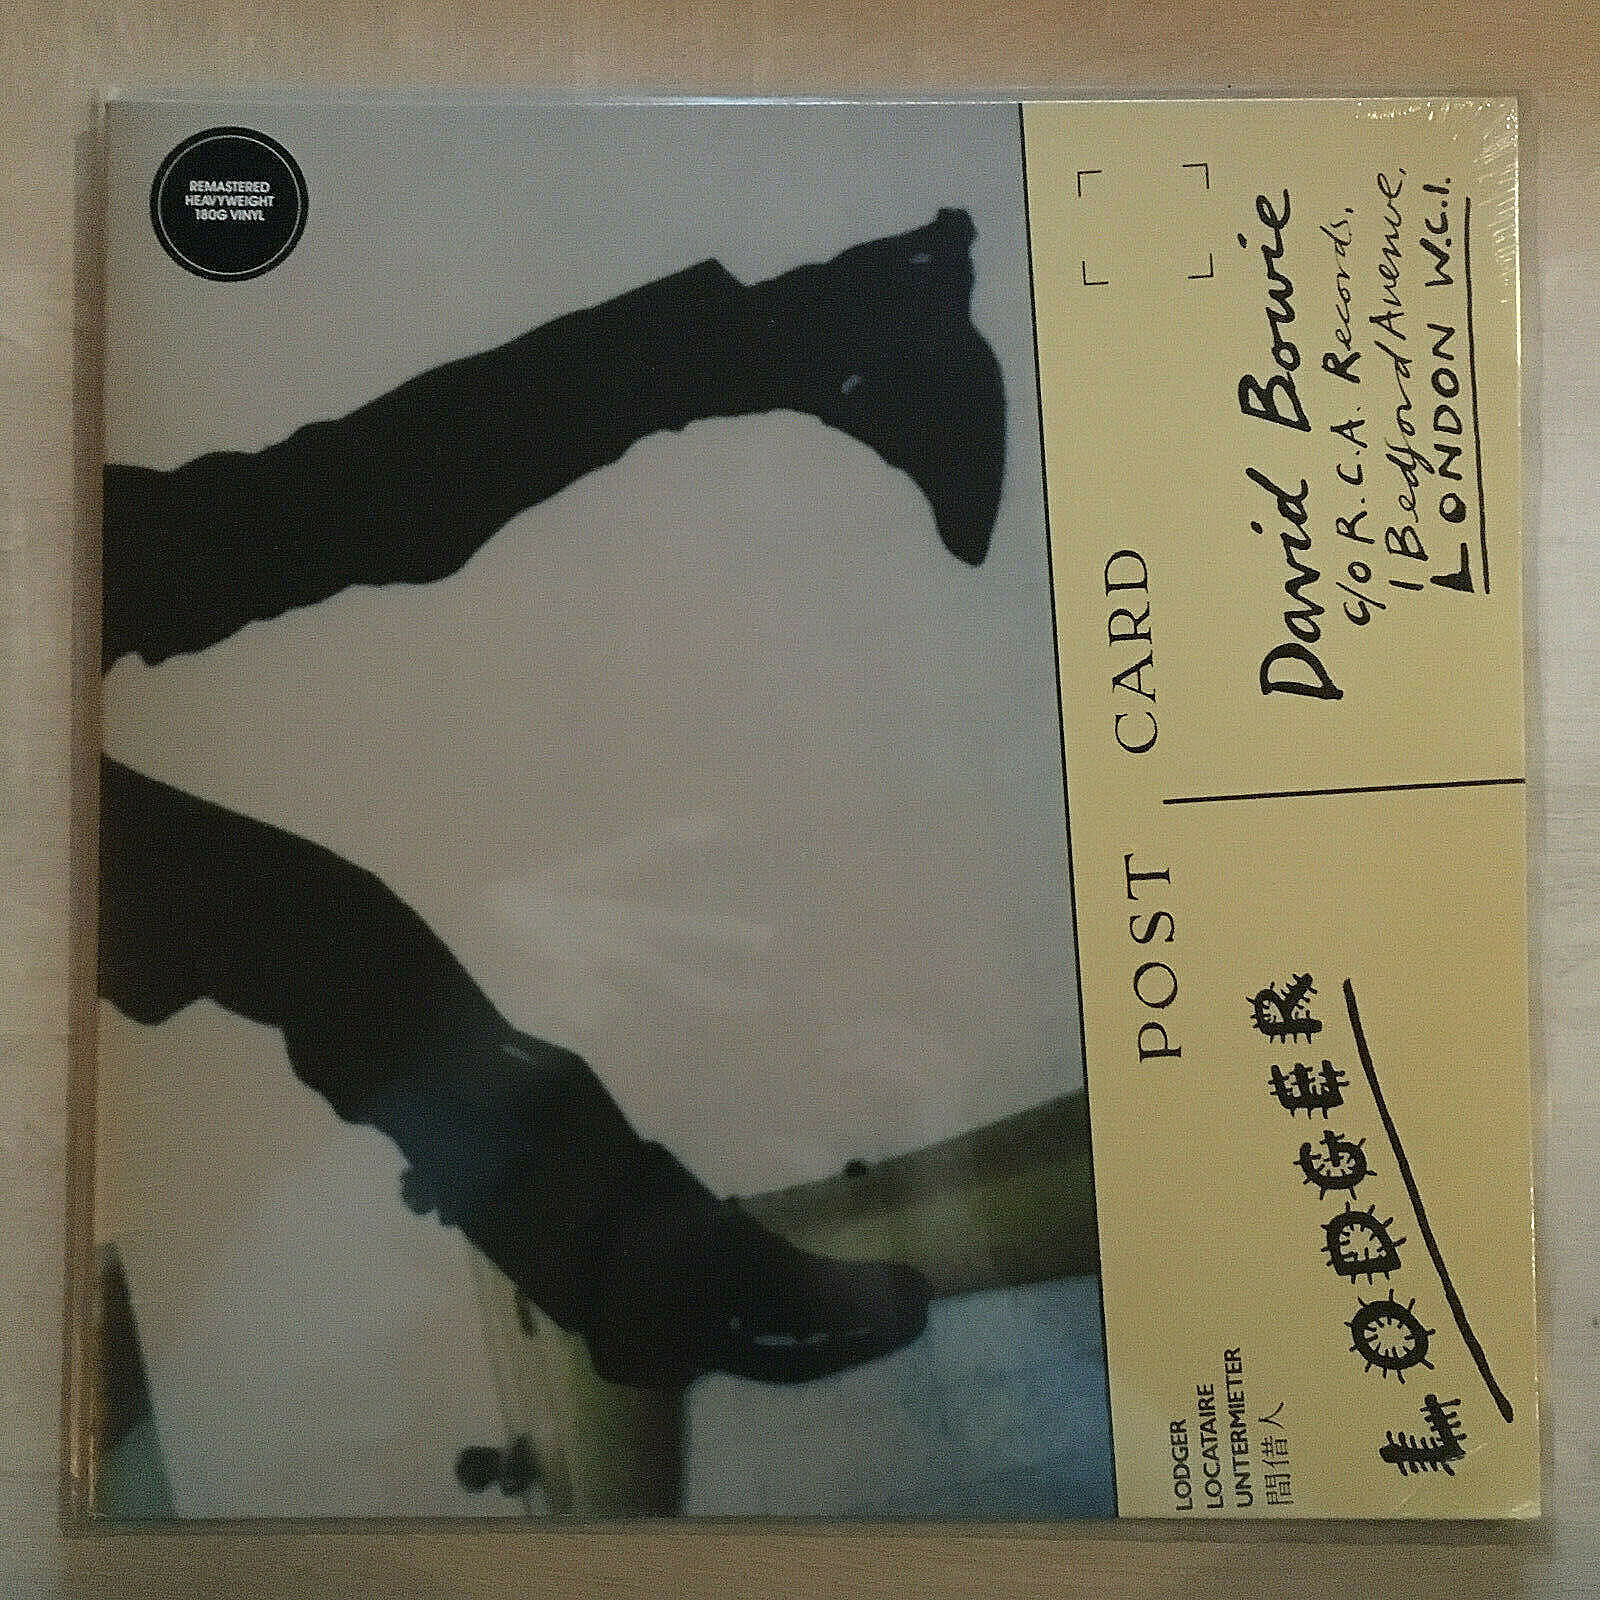 REMASTERED
HEAVYWEIGHT
180G VINYL
POST CARD
LODGER
LOCATAIRE
UNTERMIETER
間借人
LODGER
David Bowie
c/o R.C.A. Records,
1 Bedford Avenue,
LONDON W.C.1.